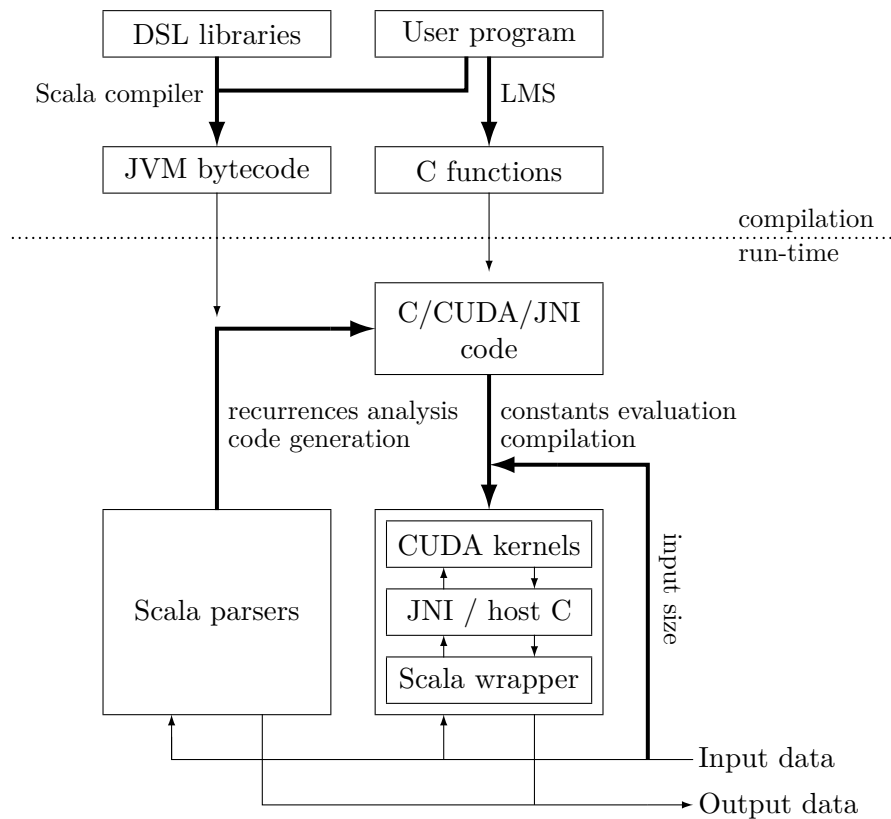 DSL libraries
User program
Scala compiler
LMS
JVM bytecode
C functions
compilation
run-time
C/CUDA/JNI
code
recurrences analysis
code generation
constants evaluation
compilation
Scala parsers
CUDA kernels
JNI / host C
Scala wrapper
input size
Input data
Output data